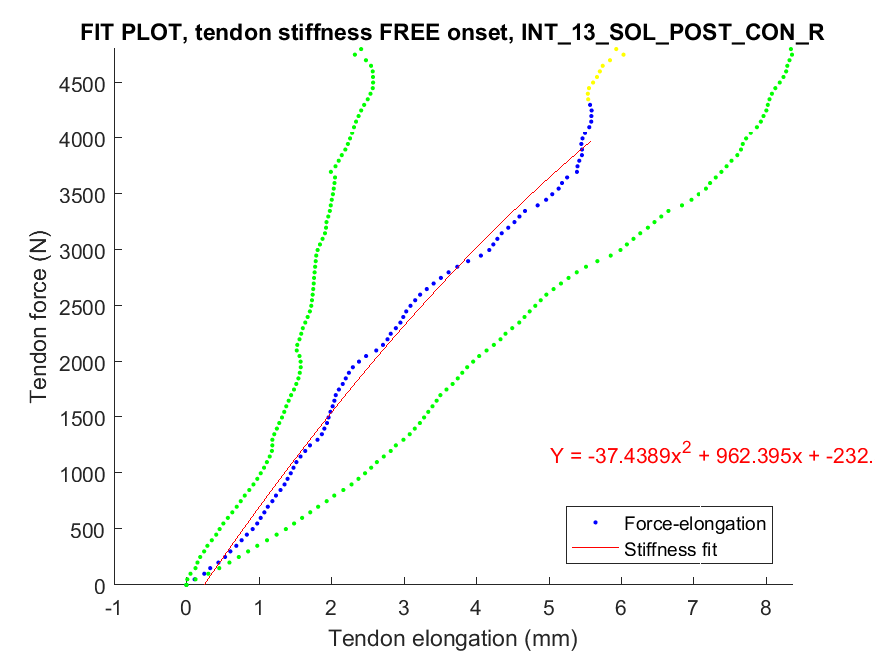 FIT PLOT, tendon stiffness FREE onset, INT_13_SOL_POST_CON_R
4500
4000
3500
3000
2500
2000
1500
1000
500
0
Tendon force (N)
Y = -37.4389x² + 962.395x + -232.
Force-elongation
Stiffness fit
-1 0 1 2 3 4 5 6 7 8
Tendon elongation (mm)